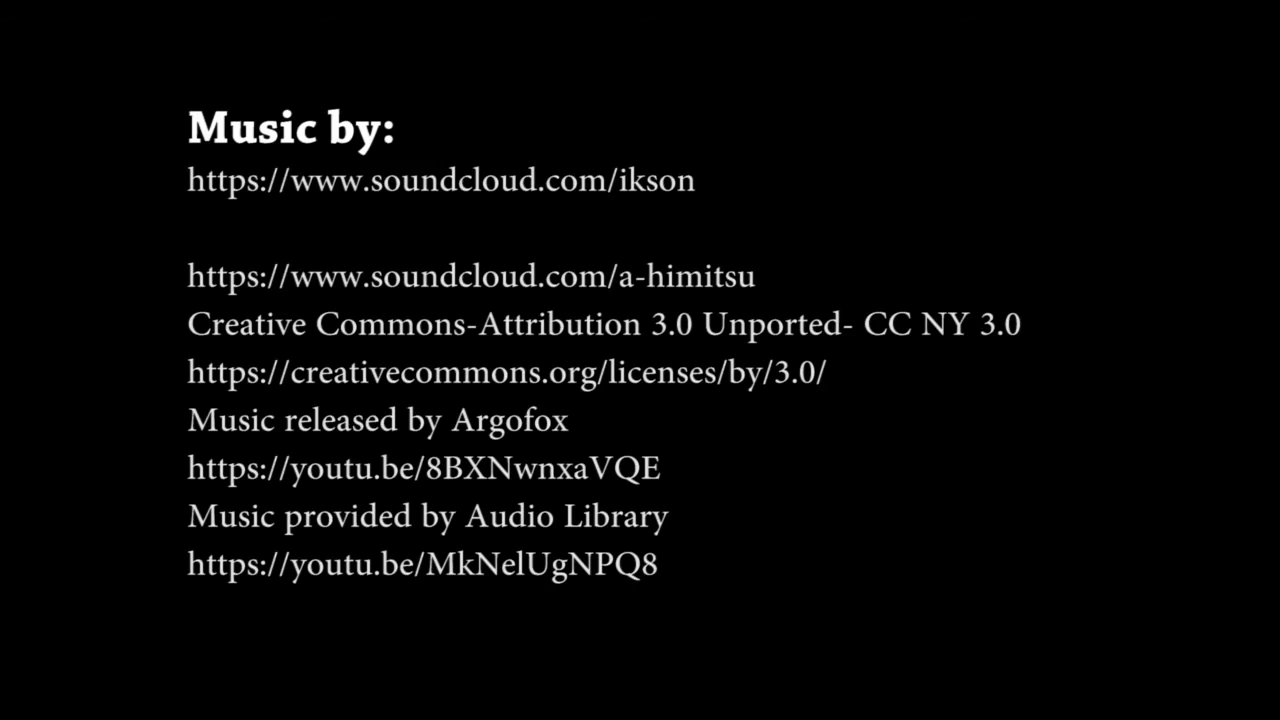 Music by:
https://www.soundcloud.com/ikson
https://www.soundcloud.com/a-himitsu
Creative Commons-Attribution 3.0 Unported- CC NY 3.0
https://creativecommons.org/licenses/by/3.0/
Music released by Argofox
https://youtu.be/8BXNwnxaVQE
Music provided by Audio Library
https://youtu.be/MkNelUgNPQ8